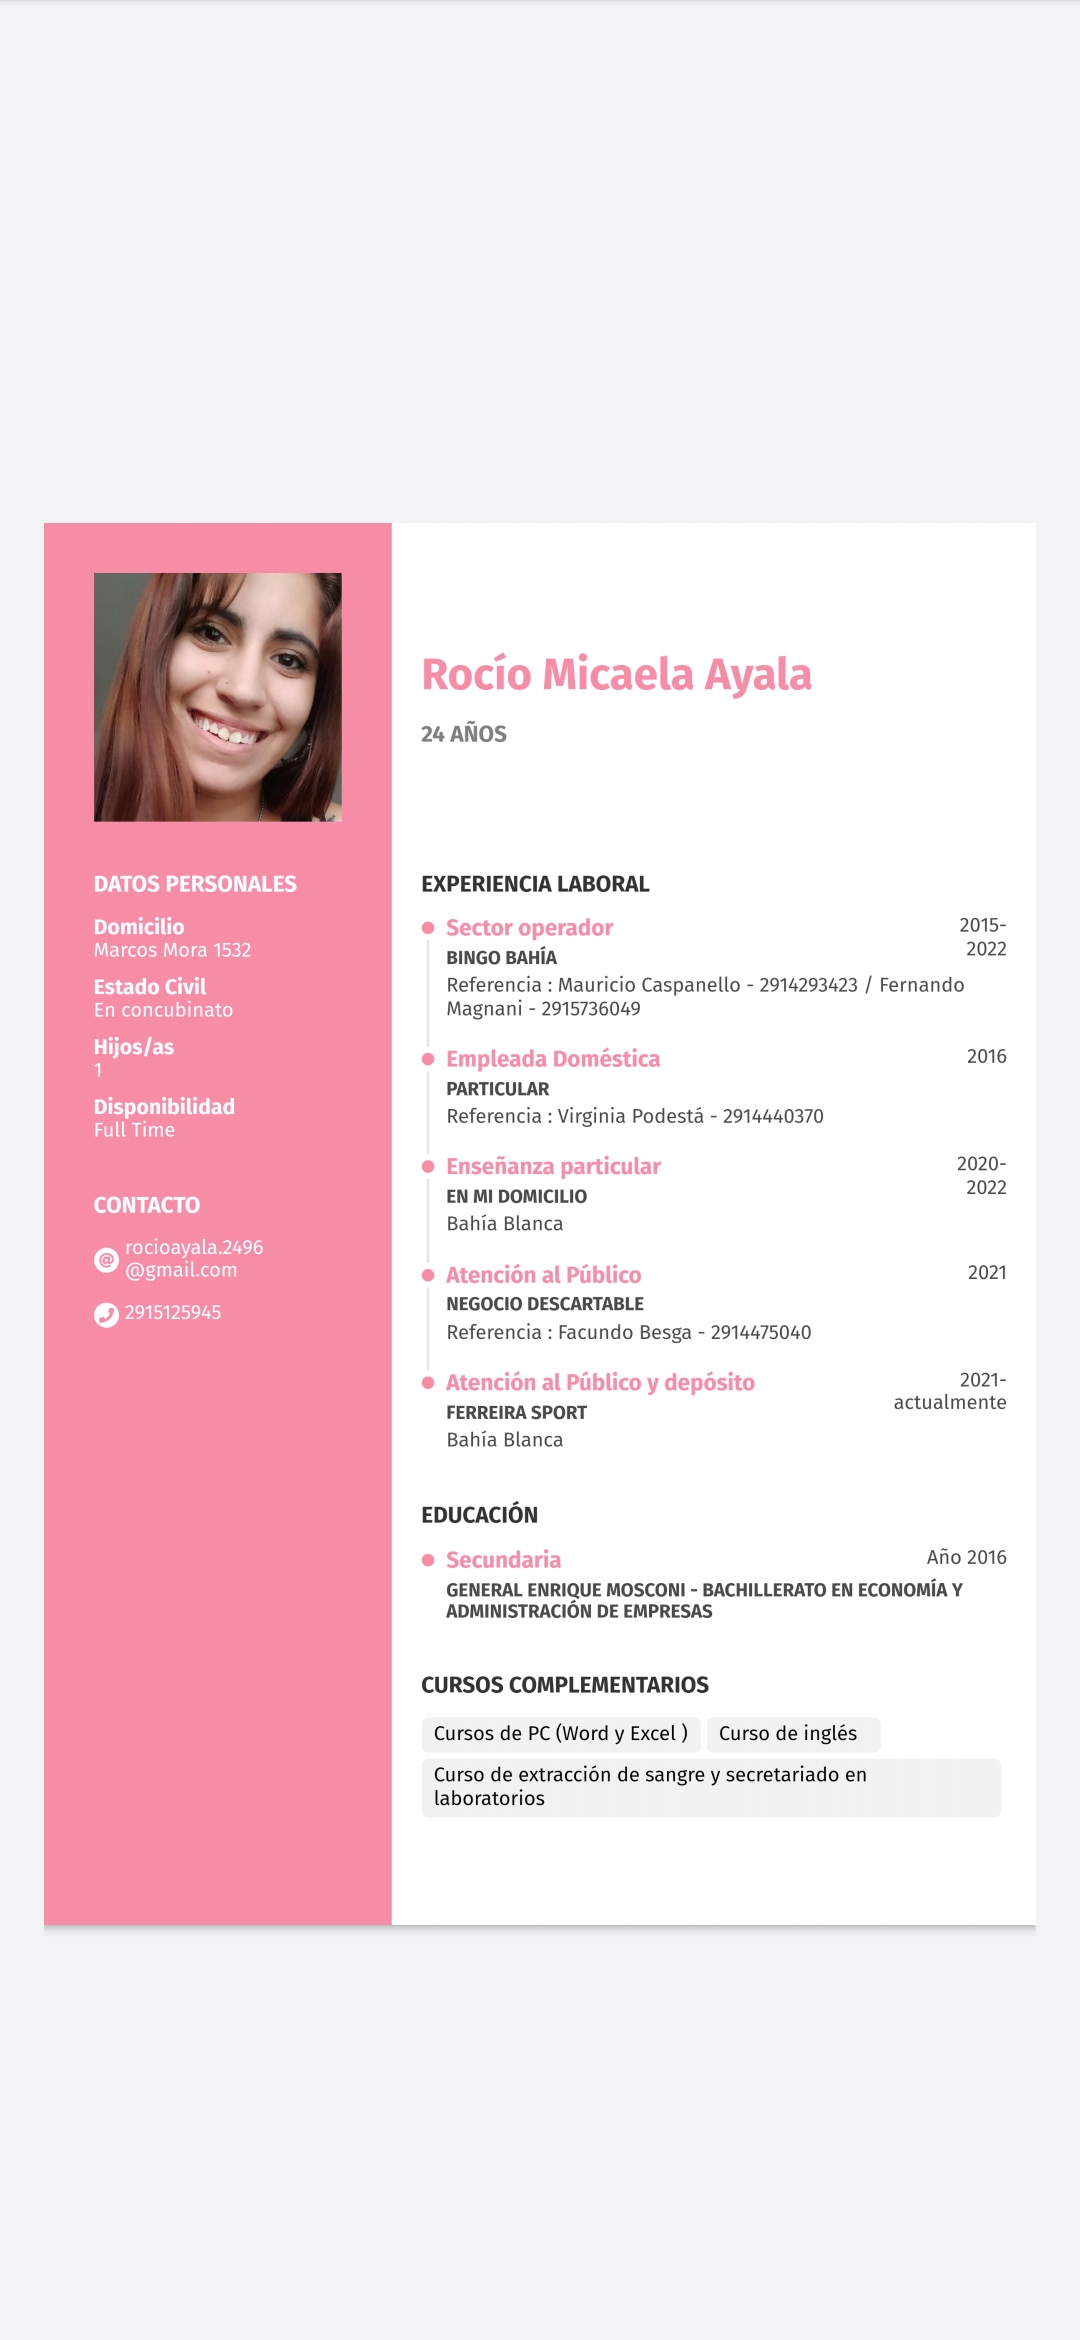 Rocío Micaela Ayala
24 AÑOS
DATOS PERSONALES
Domicilio
Marcos Mora 1532
Estado Civil
En concubinato
Hijos/as
1
Disponibilidad
Full Time
CONTACTO
rocioayala.2496
@gmail.com
2915125945
EXPERIENCIA LABORAL
Sector operador
2015-
2022
BINGO BAHÍA
Referencia : Mauricio Caspanello - 2914293423 / Fernando
Magnani - 2915736049
Empleada Doméstica
2016
PARTICULAR
Referencia : Virginia Podestá - 2914440370
Enseñanza particular
2020-
2022
EN MI DOMICILIO
Bahía Blanca
Atención al Público
2021
NEGOCIO DESCARTABLE
Referencia : Facundo Besga - 2914475040
Atención al Público y depósito
2021-
actualmente
FERREIRA SPORT
Bahía Blanca
EDUCACIÓN
Secundaria
Año 2016
GENERAL ENRIQUE MOSCONI - BACHILLERATO EN ECONOMÍA Y
ADMINISTRACIÓN DE EMPRESAS
CURSOS COMPLEMENTARIOS
Cursos de PC (Word y Excel )
Curso de inglés
Curso de extracción de sangre y secretariado en
laboratorios